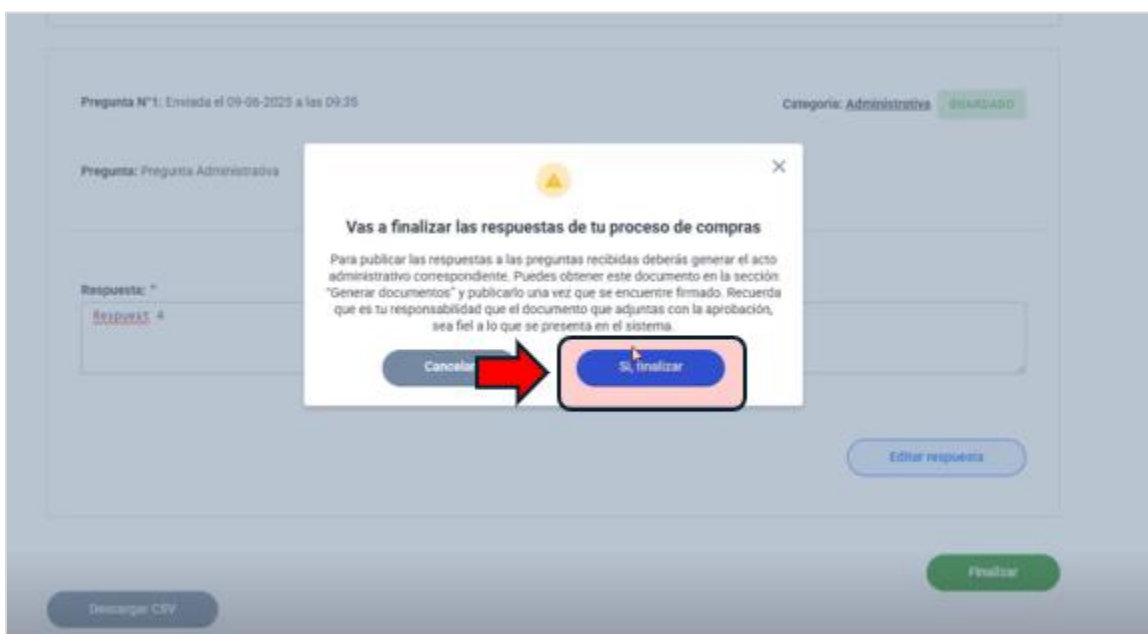 Pregunta N°1: Enviada el 09-06-2025 a las 09:35
Categoría: Administrativa GUARDADO
Pregunta: Pregunta Administrativa
Vas a finalizar las respuestas de tu proceso de compras
Para publicar las respuestas a las preguntas recibidas deberás generar el acto
administrativo correspondiente. Puedes obtener este documento en la sección
"Generar documentos" y publicarlo una vez que se encuentre firmado. Recuerda
que es tu responsabilidad que el documento que adjuntas con la aprobación,
sea fiel a lo que se presenta en el sistema.
Respuesta: *
Respuest 4
Cancelar
Sí, finalizar
Editar respuesta
Finalizar
Descargar CSV